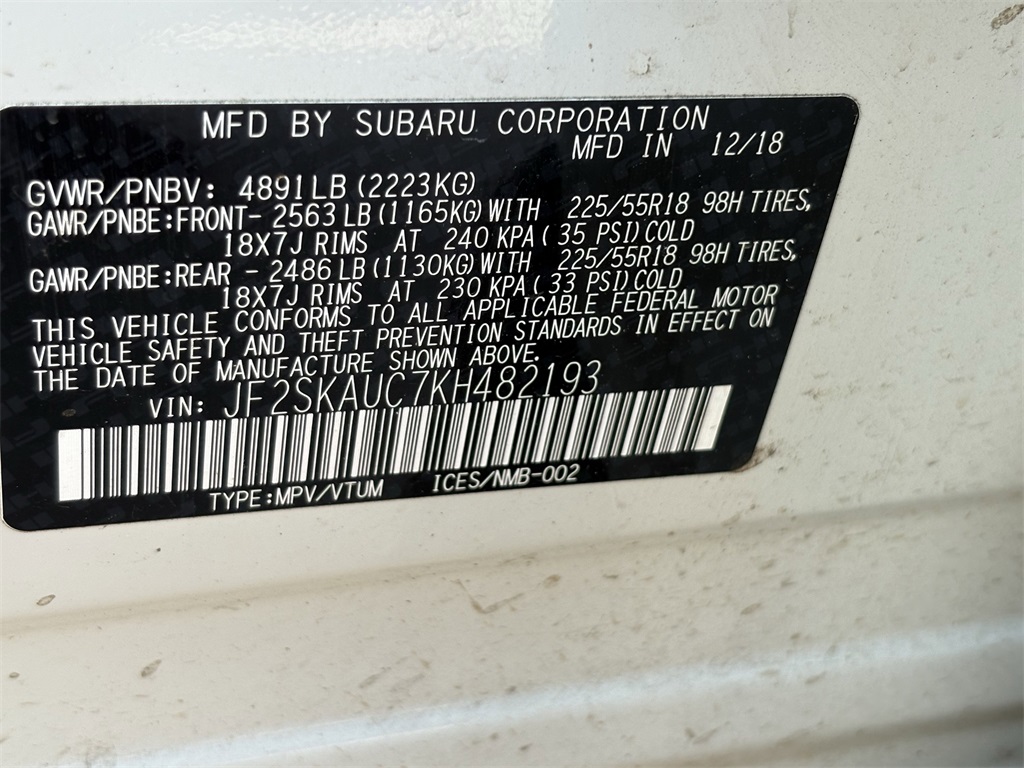 MFD BY SUBARU CORPORATION
MFD IN 12/18
GVWR/PNBV: 4891LB (2223KG)
GAWR/PNBE:FRONT- 2563LB (1165KG)WITH 225/55R18 98H TIRES,
18X7J RIMS AT 240 KPA( 35 PSI)COLD
GAWR/PNBE:REAR - 2486LB (1130KG)WITH 225/55R18 98H TIRES,
18X7J RIMS AT 230 KPA( 33 PSI)COLD
THIS VEHICLE CONFORMS TO ALL APPLICABLE FEDERAL MOTOR
VEHICLE SAFETY AND THEFT PREVENTION STANDARDS IN EFFECT ON
THE DATE OF MANUFACTURE SHOWN ABOVE.
VIN: JF2SKAUC7KH482193
TYPE:MPV/VTUM ICES/NMB-002